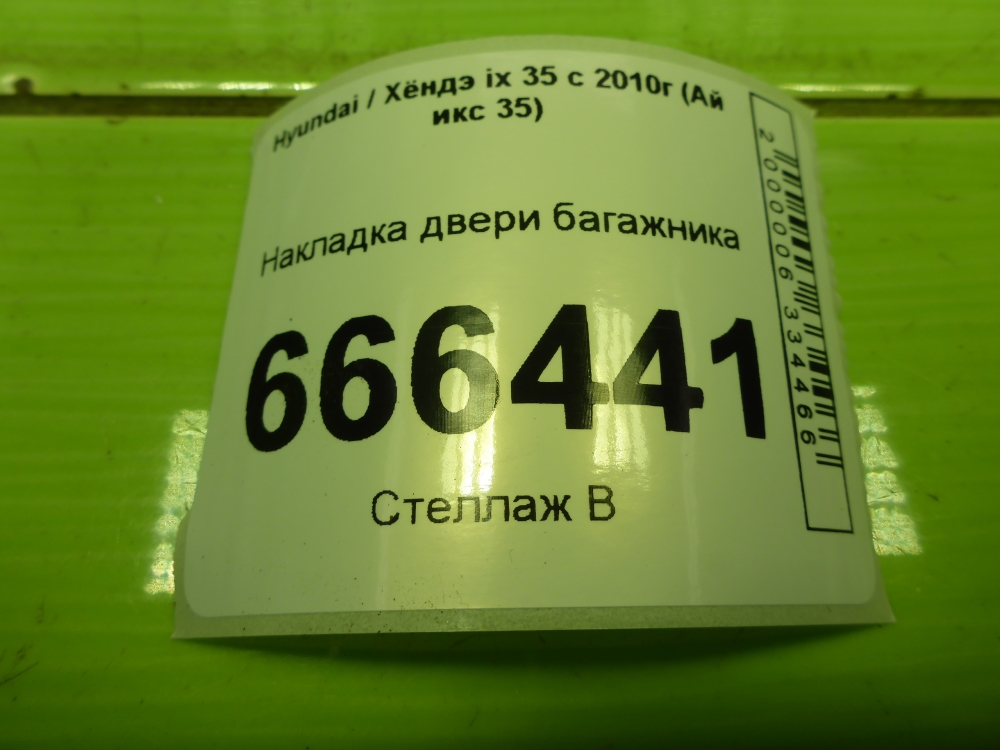 Hyundai / Хёндэ ix 35 с 2010г (Ай
икс 35)
Накладка двери багажника
666441
Стеллаж В
2000006334466